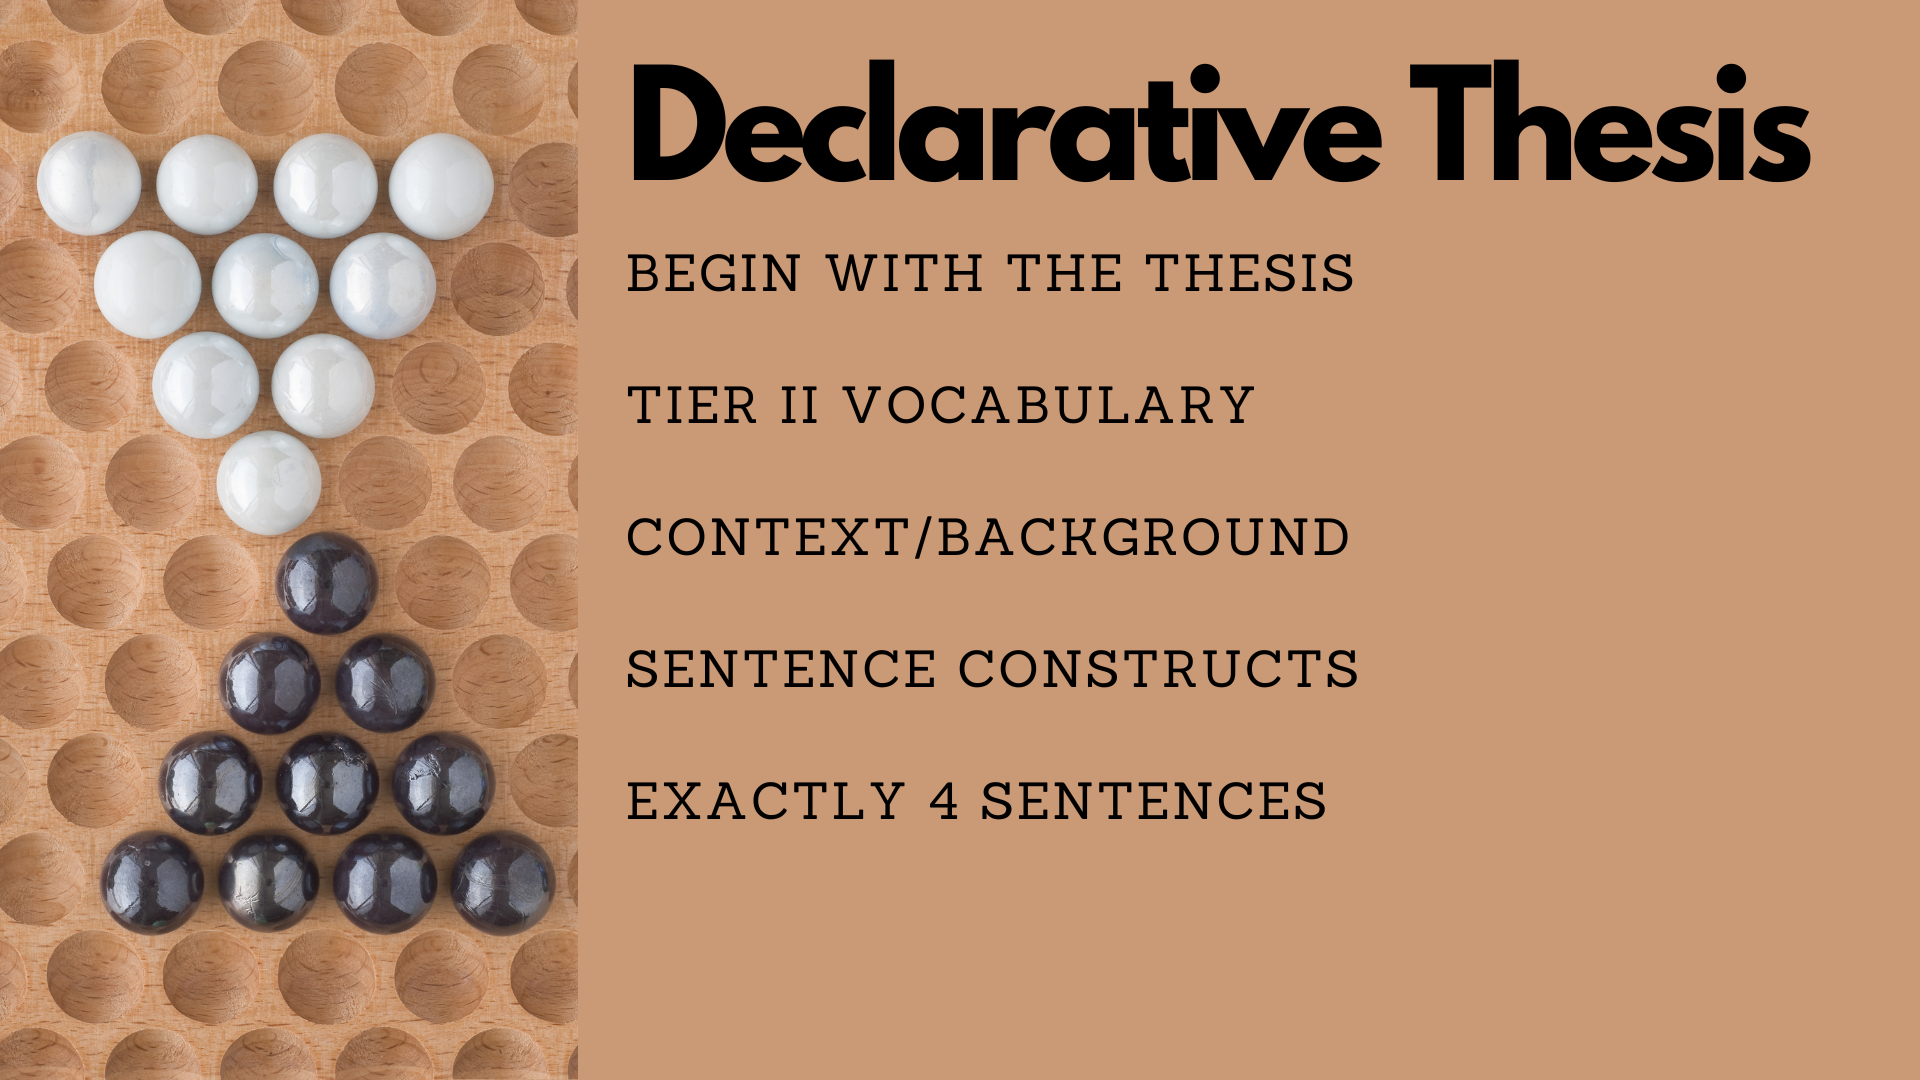 Declarative Thesis
BEGIN WITH THE THESIS
TIER II VOCABULARY
CONTEXT/BACKGROUND
SENTENCE CONSTRUCTS
EXACTLY 4 SENTENCES